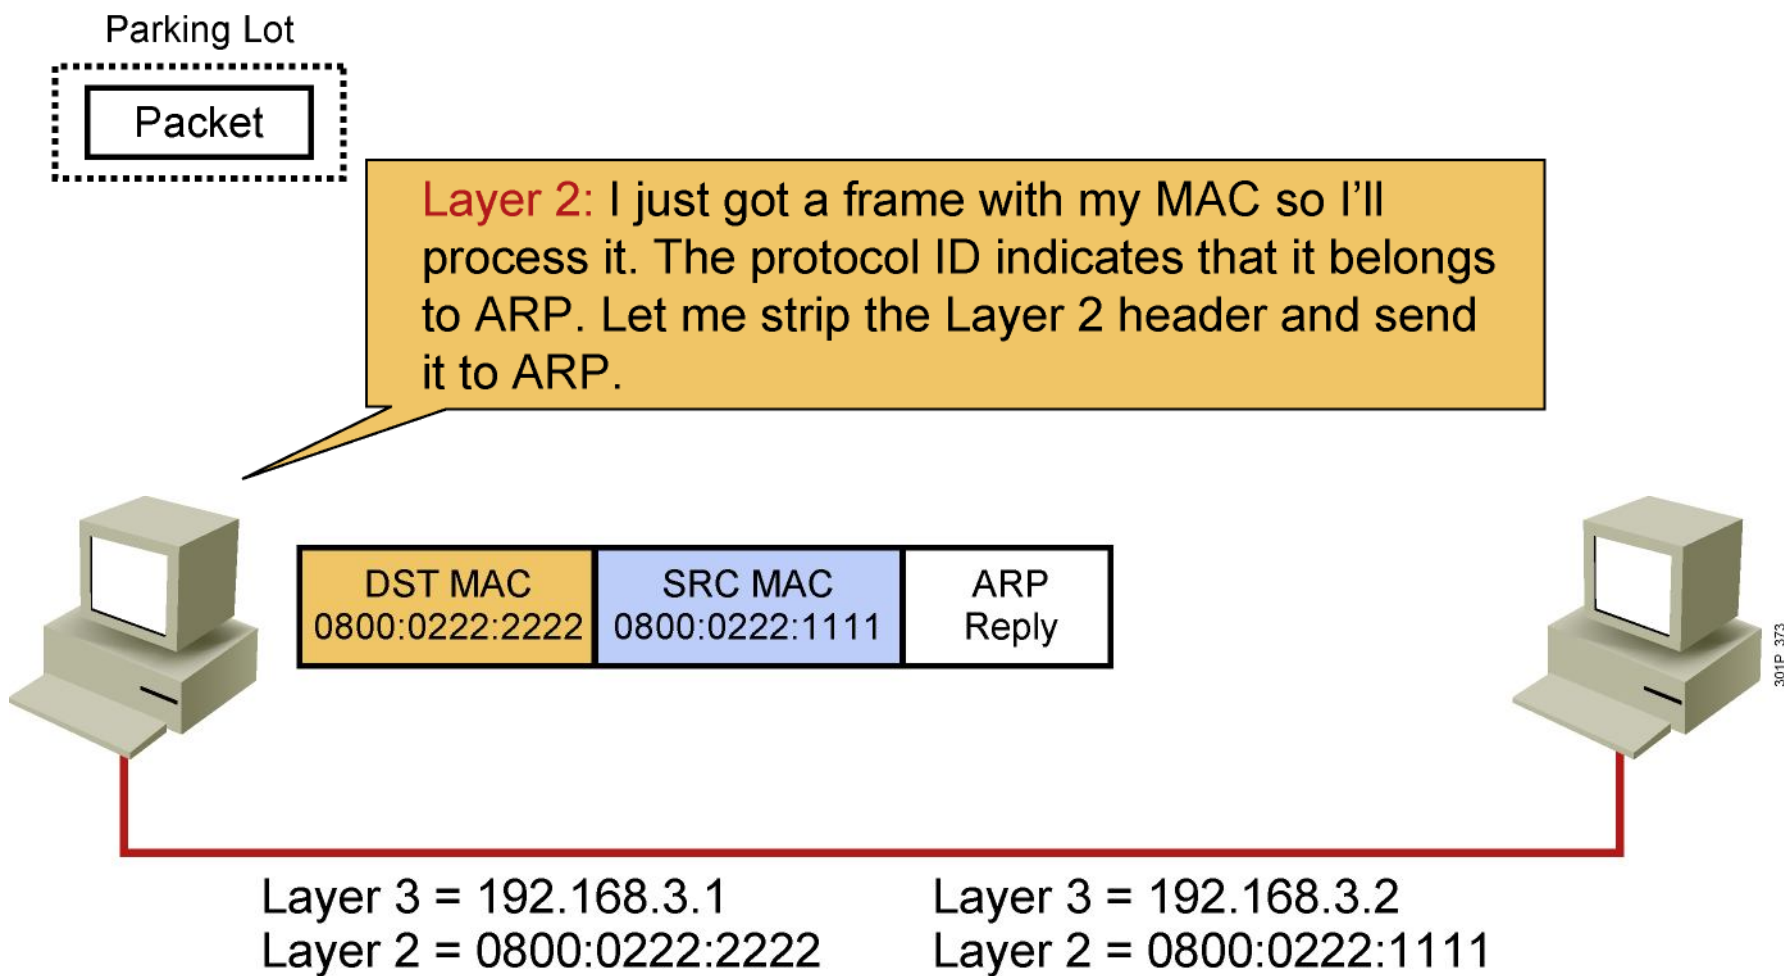 Parking Lot
Packet
Layer 2: I just got a frame with my MAC so I’ll
process it. The protocol ID indicates that it belongs
to ARP. Let me strip the Layer 2 header and send
it to ARP.
DST MAC
0800:0222:2222
SRC MAC
0800:0222:1111
ARP
Reply
301P_373
Layer 3 = 192.168.3.1
Layer 2 = 0800:0222:2222
Layer 3 = 192.168.3.2
Layer 2 = 0800:0222:1111